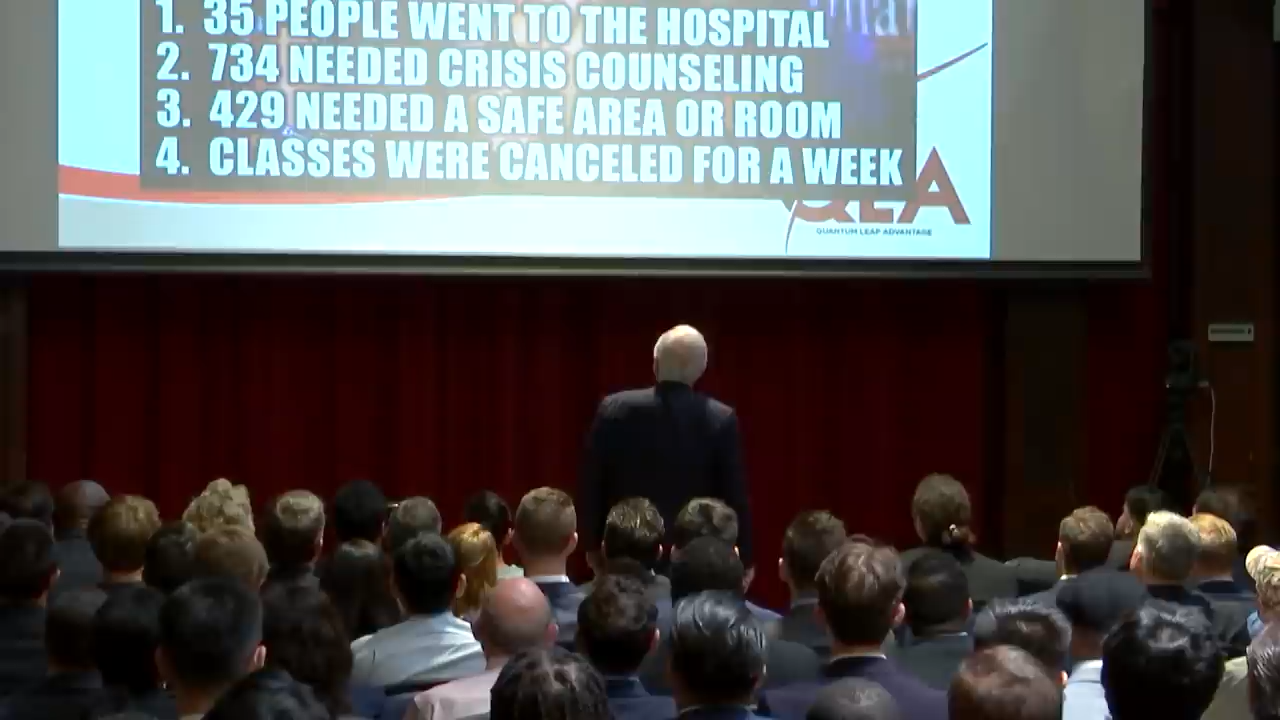 1. 35 PEOPLE WENT TO THE HOSPITAL
2. 734 NEEDED CRISIS COUNSELING
3. 429 NEEDED A SAFE AREA OR ROOM
4. CLASSES WERE CANCELED FOR A WEEK
QLA
QUANTUM LEAP ADVANTAGE